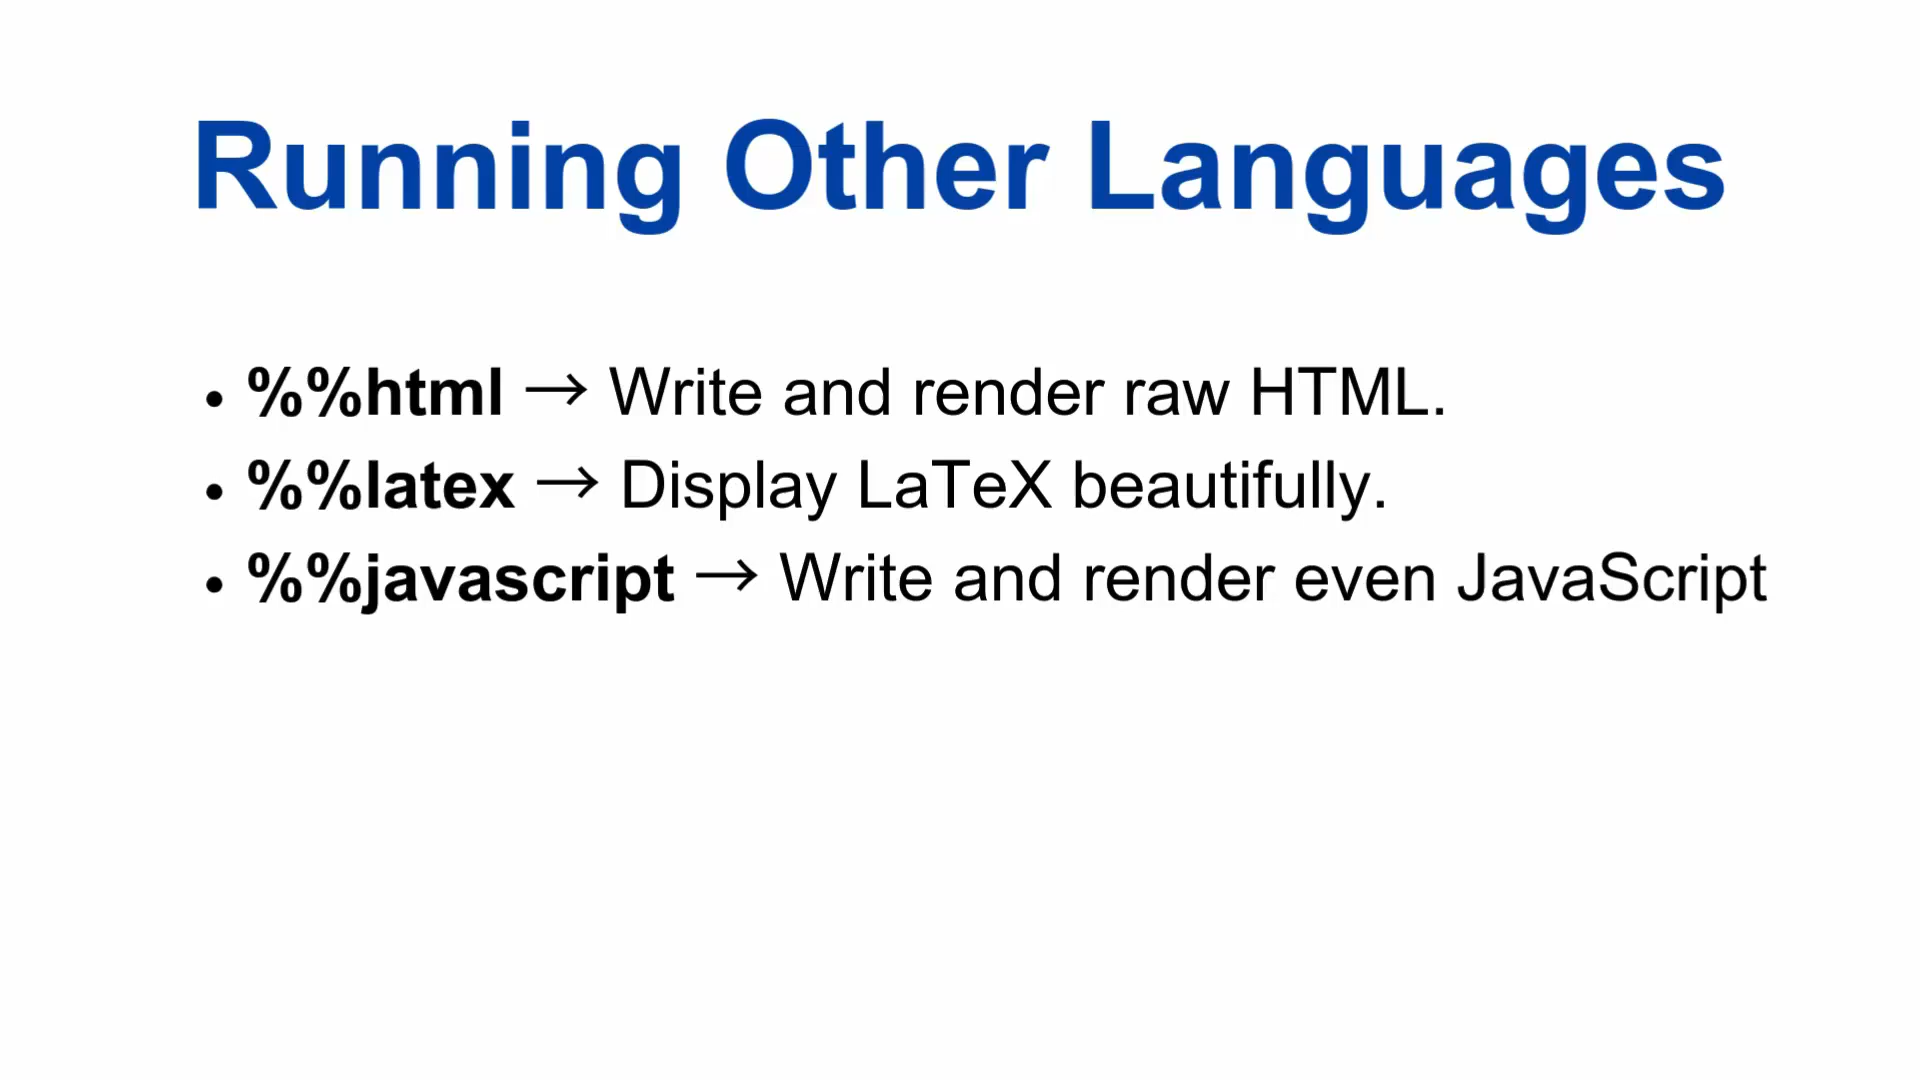 Running Other Languages
• %%html → Write and render raw HTML.
• %%latex → Display LaTeX beautifully.
• %%javascript → Write and render even JavaScript